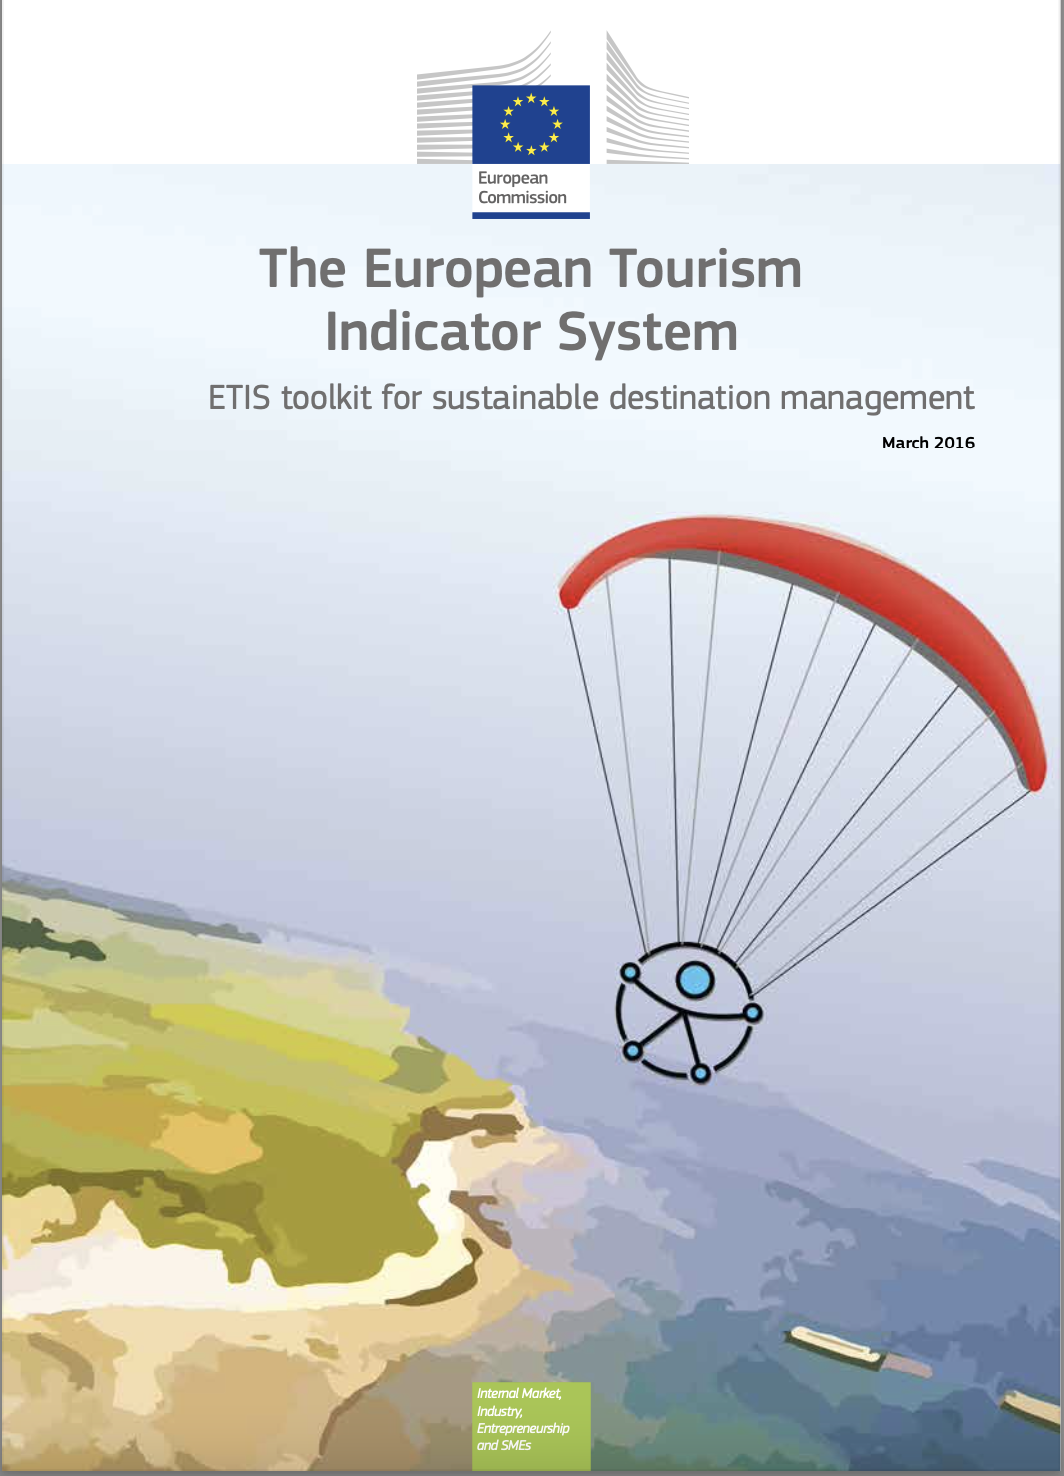 European
Commission
The European Tourism
Indicator System
ETIS toolkit for sustainable destination management
March 2016
Internal Market,
Industry,
Entrepreneurship
and SMEs